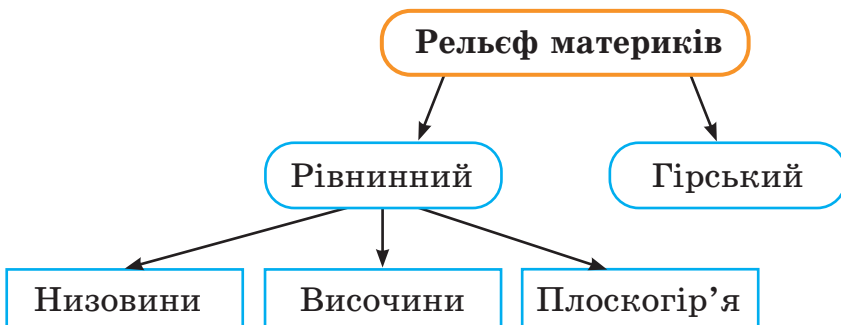 Рельєф материків
Рівнинний
Гірський
Низовини
Височини
Плоскогір’я